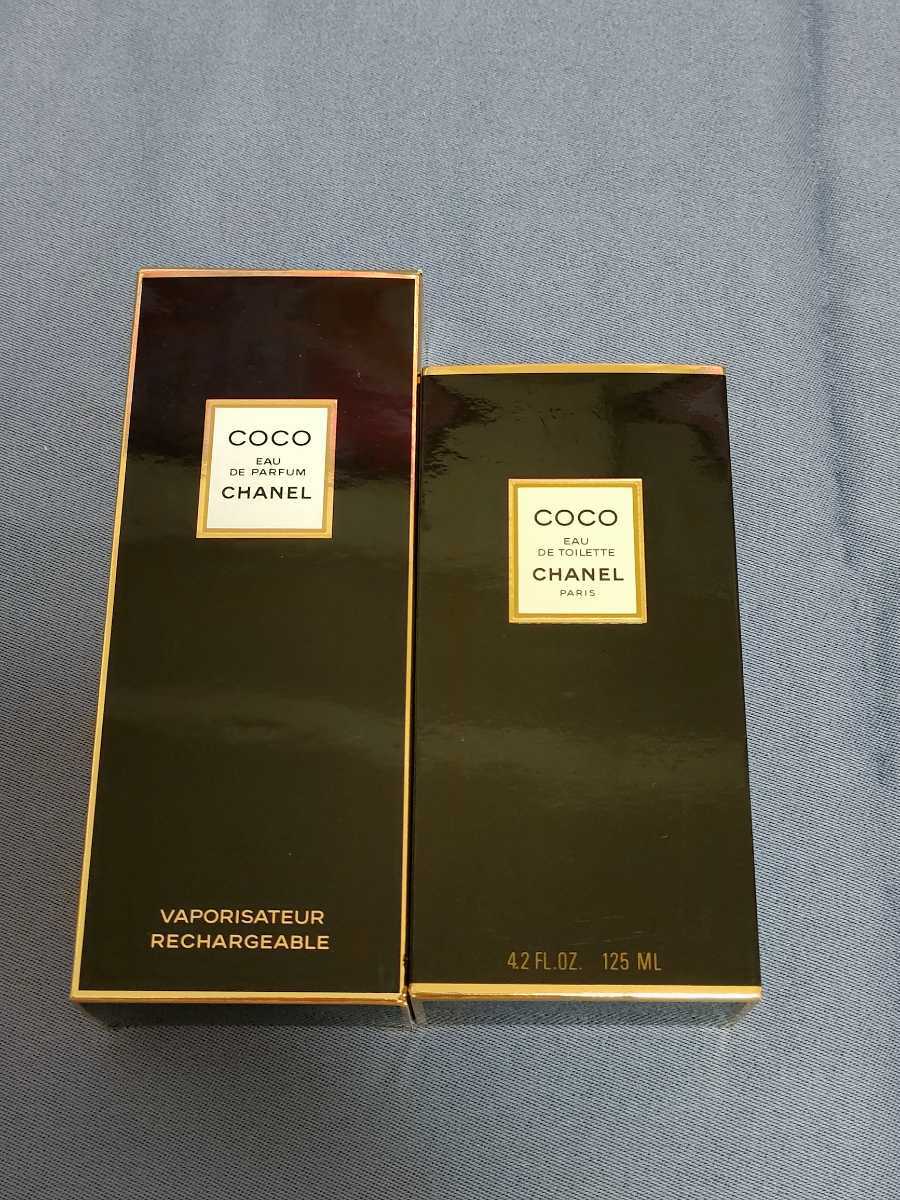 COCO
EAU
DE PARFUM
CHANEL
VAPORISATEUR
RECHARGEABLE
COCO
EAU
DE TOILETTE
CHANEL
PARIS
4.2 FL.OZ. 125 ML